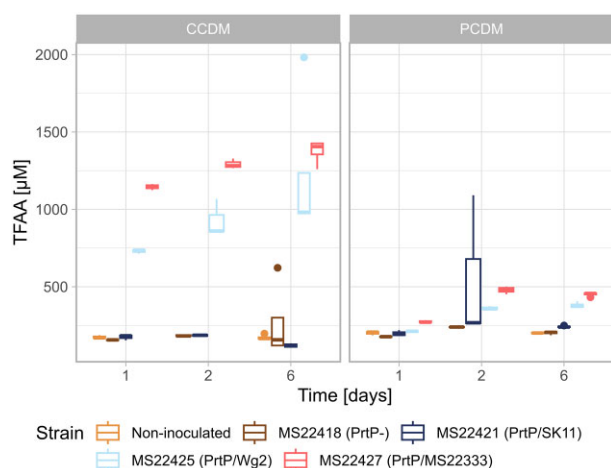 CCDM PCDM
2000
1500
1000
500
TFAA [µM]
1 2 6 1 2 6
Time [days]
Strain Non-inoculated MS22418 (PrtP-) MS22421 (PrtP/SK11)
MS22425 (PrtP/Wg2) MS22427 (PrtP/MS22333)